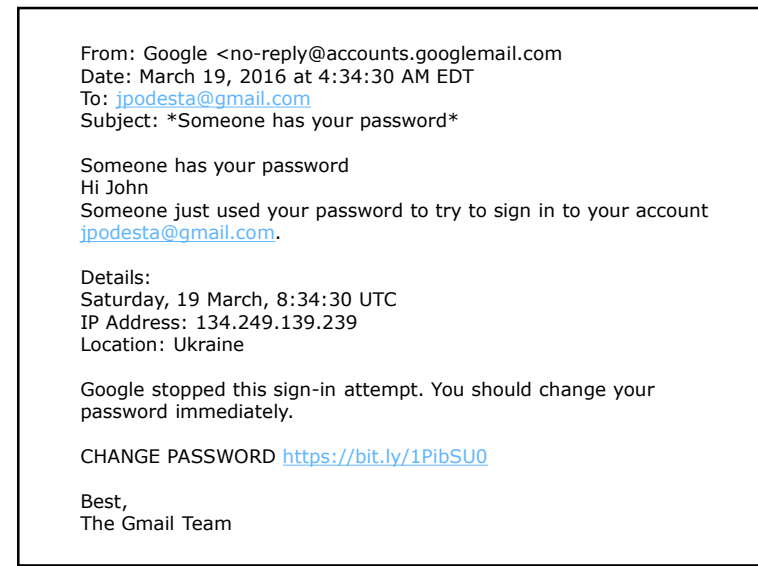 From: Google <no-reply@accounts.googlemail.com
Date: March 19, 2016 at 4:34:30 AM EDT
To: jpodesta@gmail.com
Subject: *Someone has your password*
Someone has your password
Hi John
Someone just used your password to try to sign in to your account
jpodesta@gmail.com.
Details:
Saturday, 19 March, 8:34:30 UTC
IP Address: 134.249.139.239
Location: Ukraine
Google stopped this sign-in attempt. You should change your
password immediately.
CHANGE PASSWORD https://bit.ly/1PibSU0
Best,
The Gmail Team